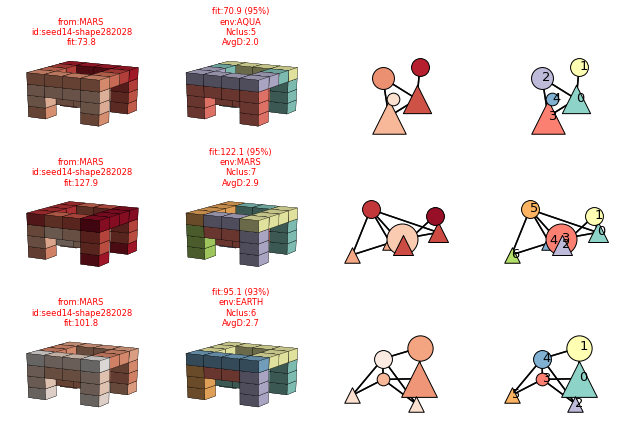 from:MARS
id:seed14-shape282028
fit:73.8
fit:70.9 (95%)
env:AQUA
Nclus:5
AvgD:2.0
2
1
4
0
3
from:MARS
id:seed14-shape282028
fit:127.9
fit:122.1 (95%)
env:MARS
Nclus:7
AvgD:2.9
5
1
0
4
3
2
6
from:MARS
id:seed14-shape282028
fit:101.8
fit:95.1 (93%)
env:EARTH
Nclus:6
AvgD:2.7
1
4
3
0
5
2